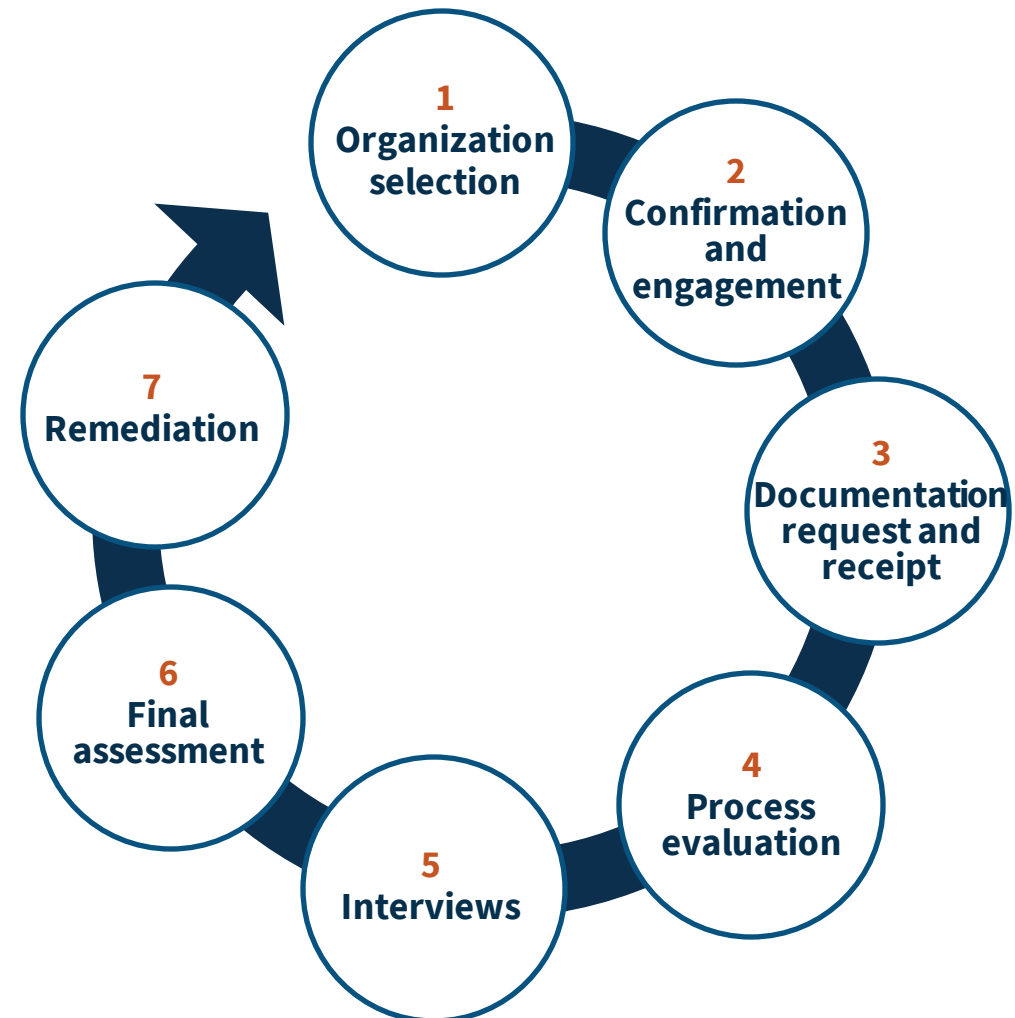 1
Organization
selection
2
Confirmation
and
engagement
3
Documentation
request and
receipt
4
Process
evaluation
5
Interviews
6
Final
assessment
7
Remediation